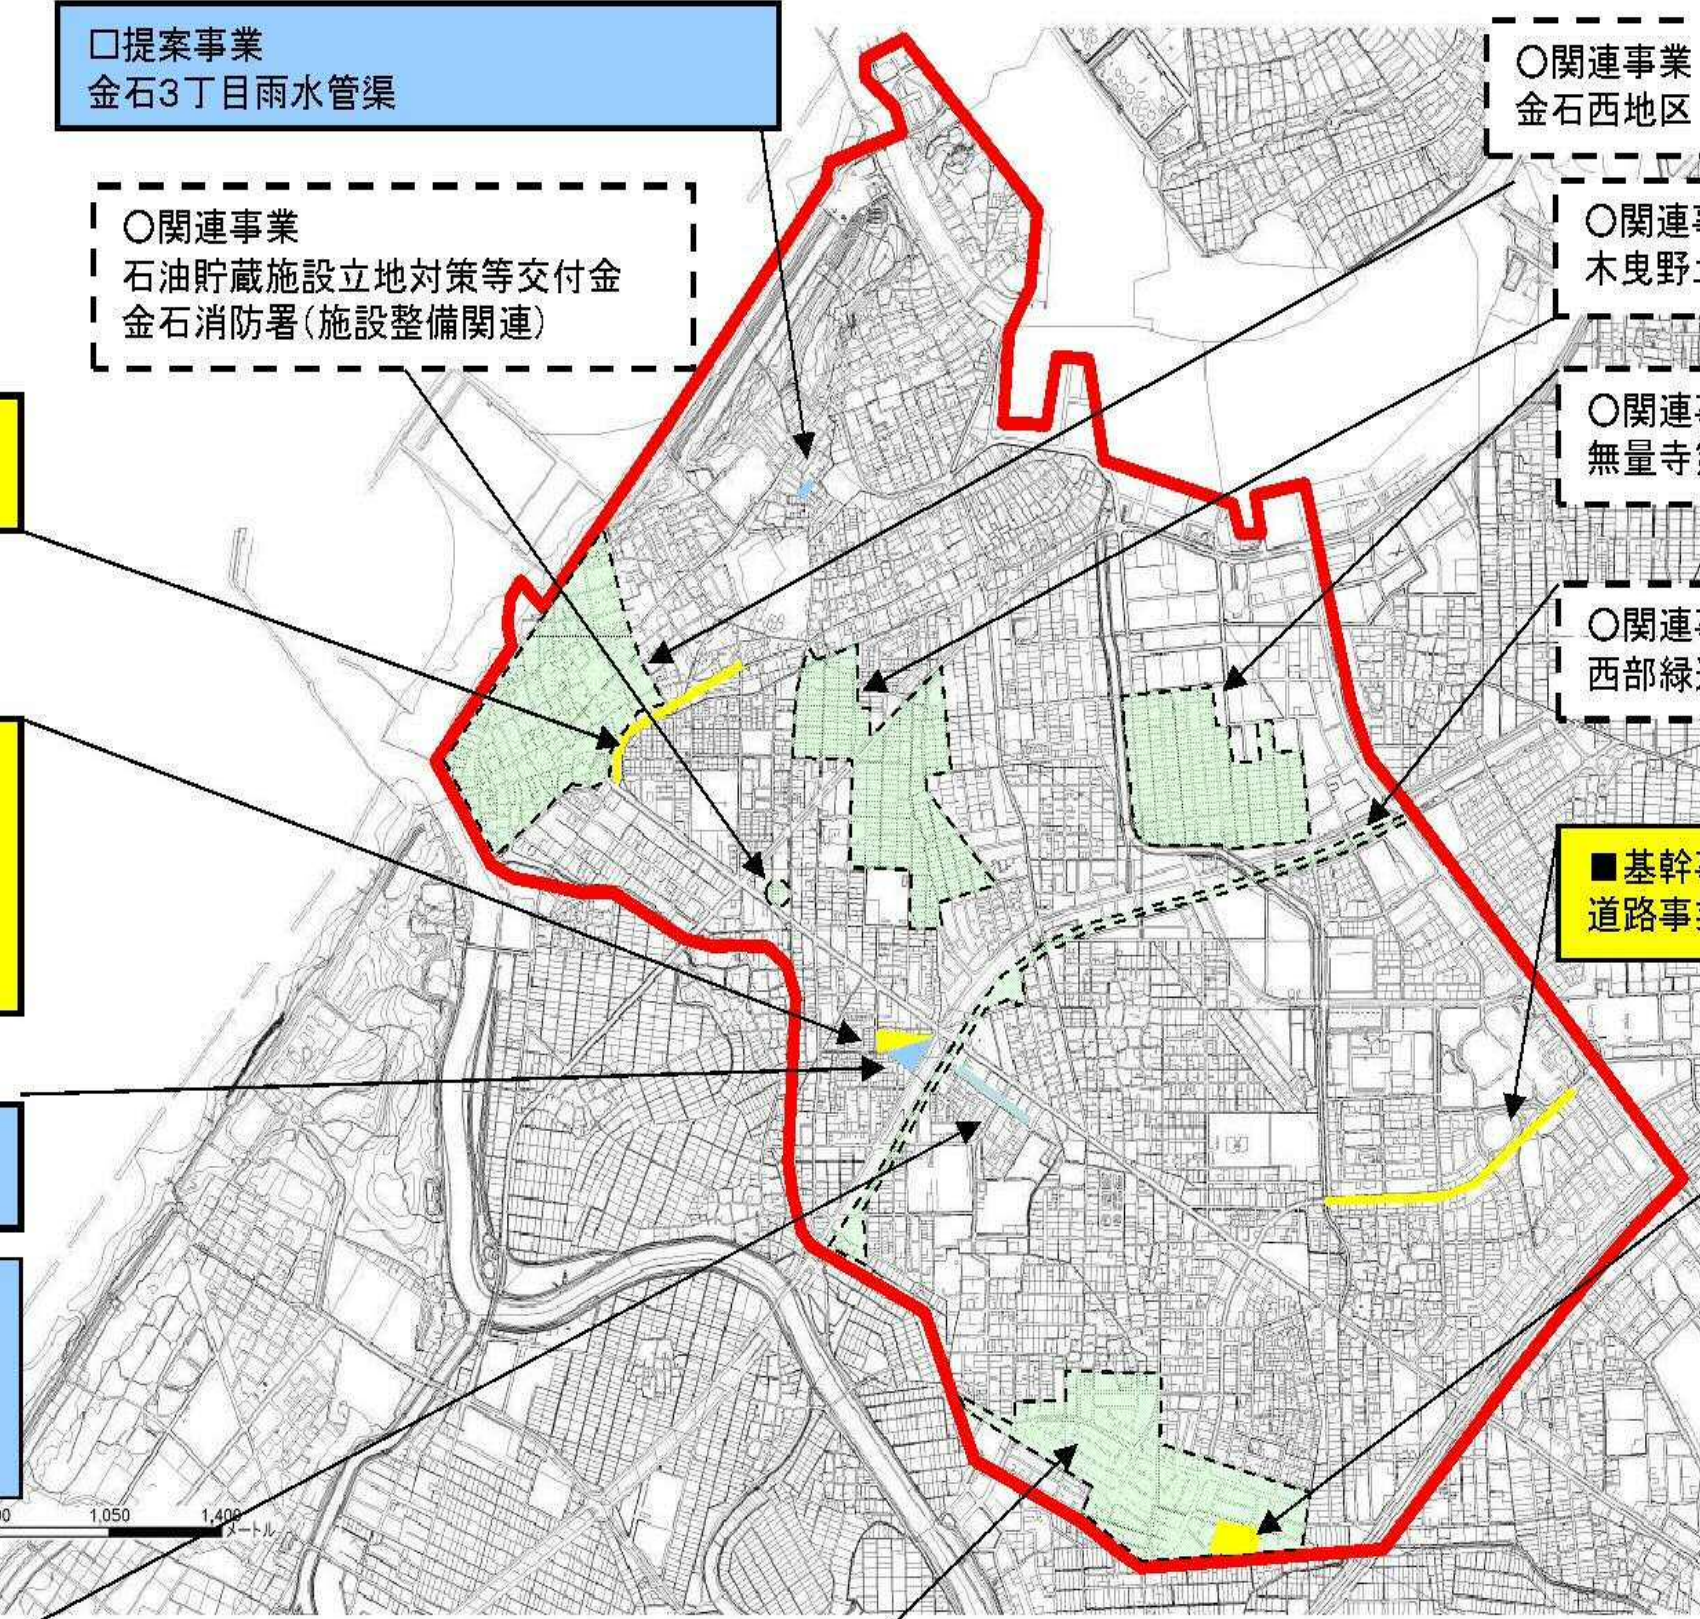 □提案事業
金石3丁目雨水管渠
○関連事業
石油貯蔵施設立地対策等交付金
金石消防署(施設整備関連)
○関連事業
金石西地区
○関連
木曳野
○関連
無量寺
○関連
西部緑
■基幹
道路事
1,050
1,400
メートル